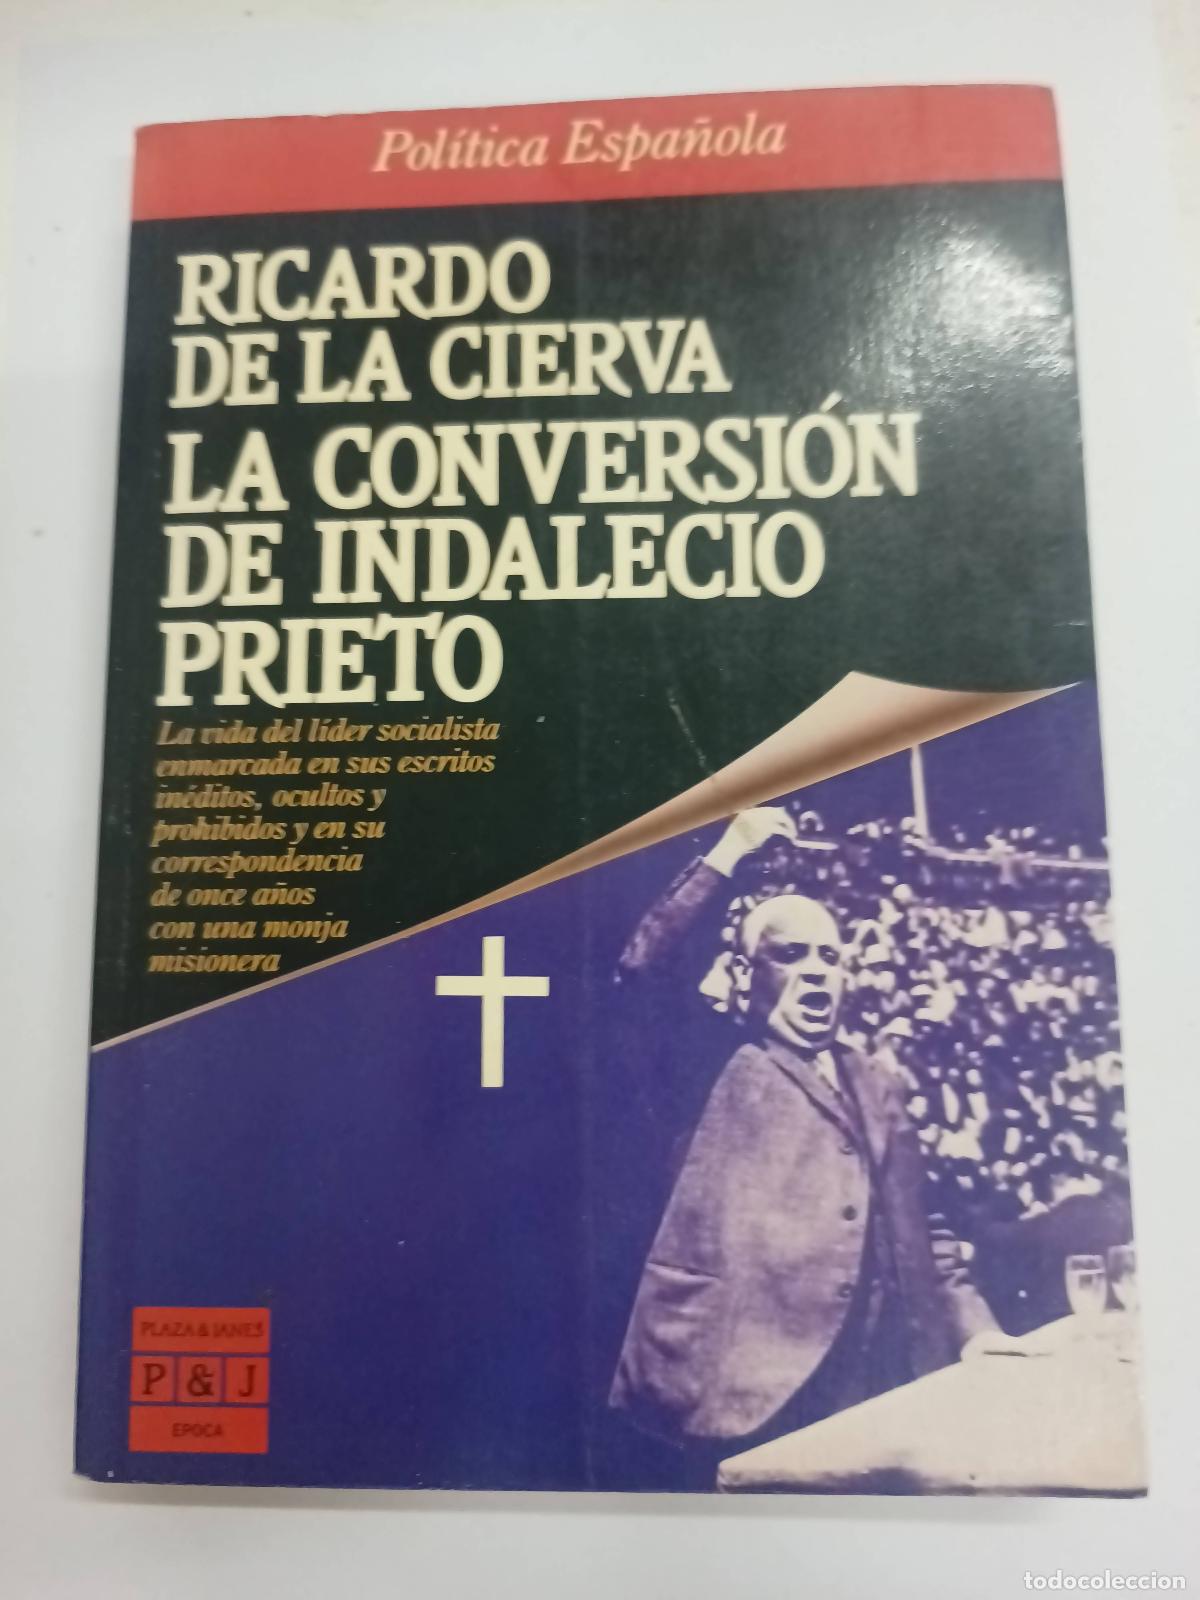 Política Española
RICARDO
DE LA CIERVA
LA CONVERSIÓN
DE INDALECIO
PRIETO
La vida del líder socialista
enmarcada en sus escritos
inéditos, ocultos y
prohibidos y en su
correspondencia
de once años
con una monja
misionera
PLAZA & JANES
P & J
EPOCA
todocoleccion